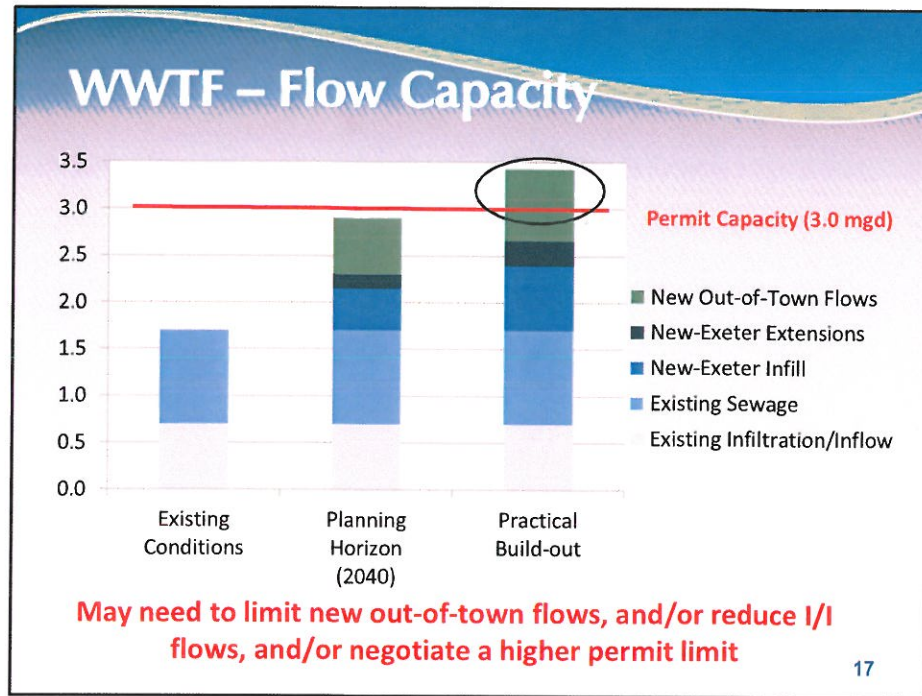 WWTF – Flow Capacity
3.5
3.0
2.5
2.0
1.5
1.0
0.5
0.0
Permit Capacity (3.0 mgd)
New Out-of-Town Flows
New-Exeter Extensions
New-Exeter Infill
Existing Sewage
Existing Infiltration/Inflow
Existing
Conditions
Planning
Horizon
(2040)
Practical
Build-out
May need to limit new out-of-town flows, and/or reduce I/I
flows, and/or negotiate a higher permit limit
17